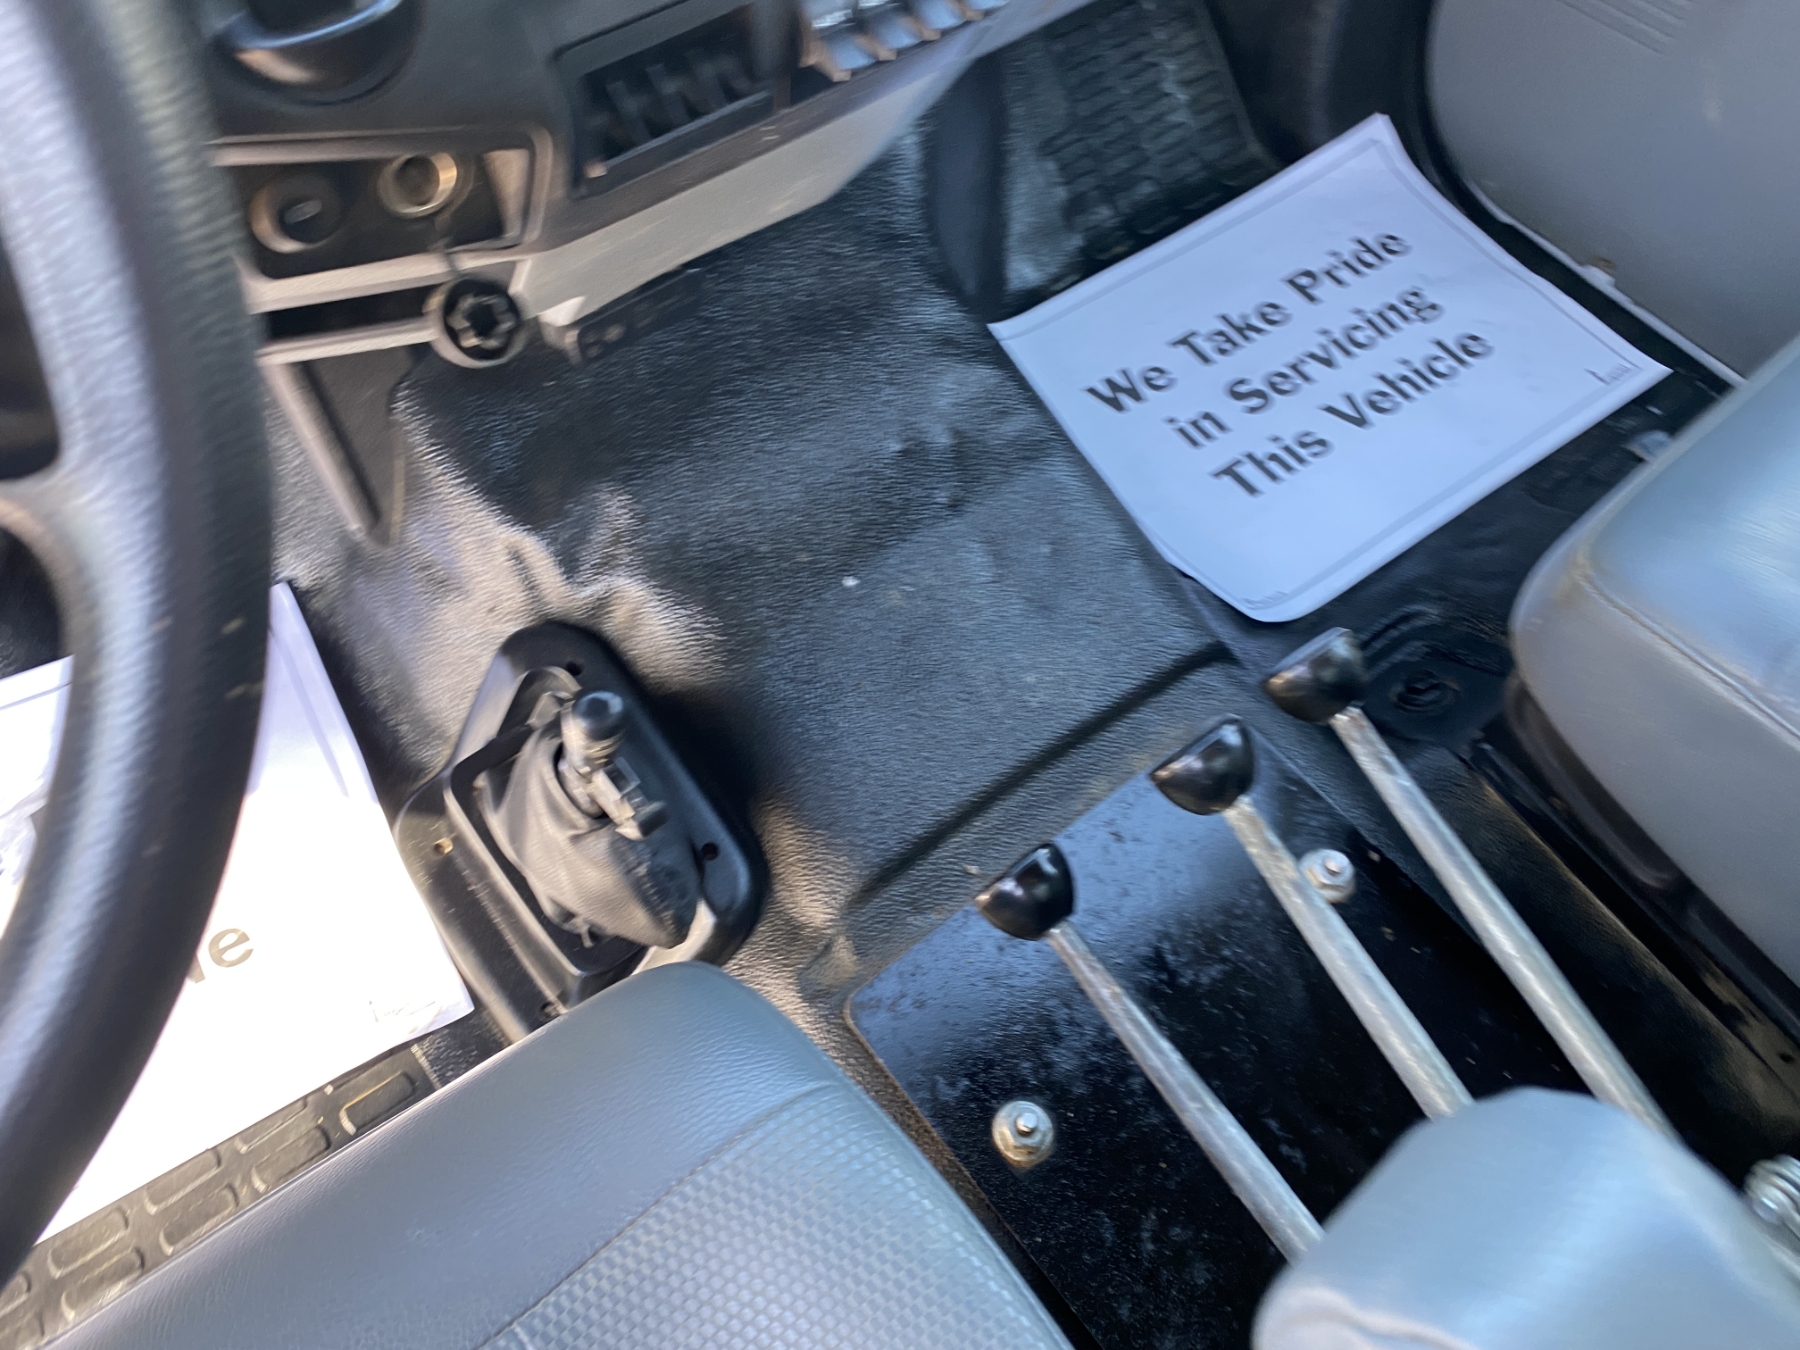 We Take Pride
in Servicing
This Vehicle